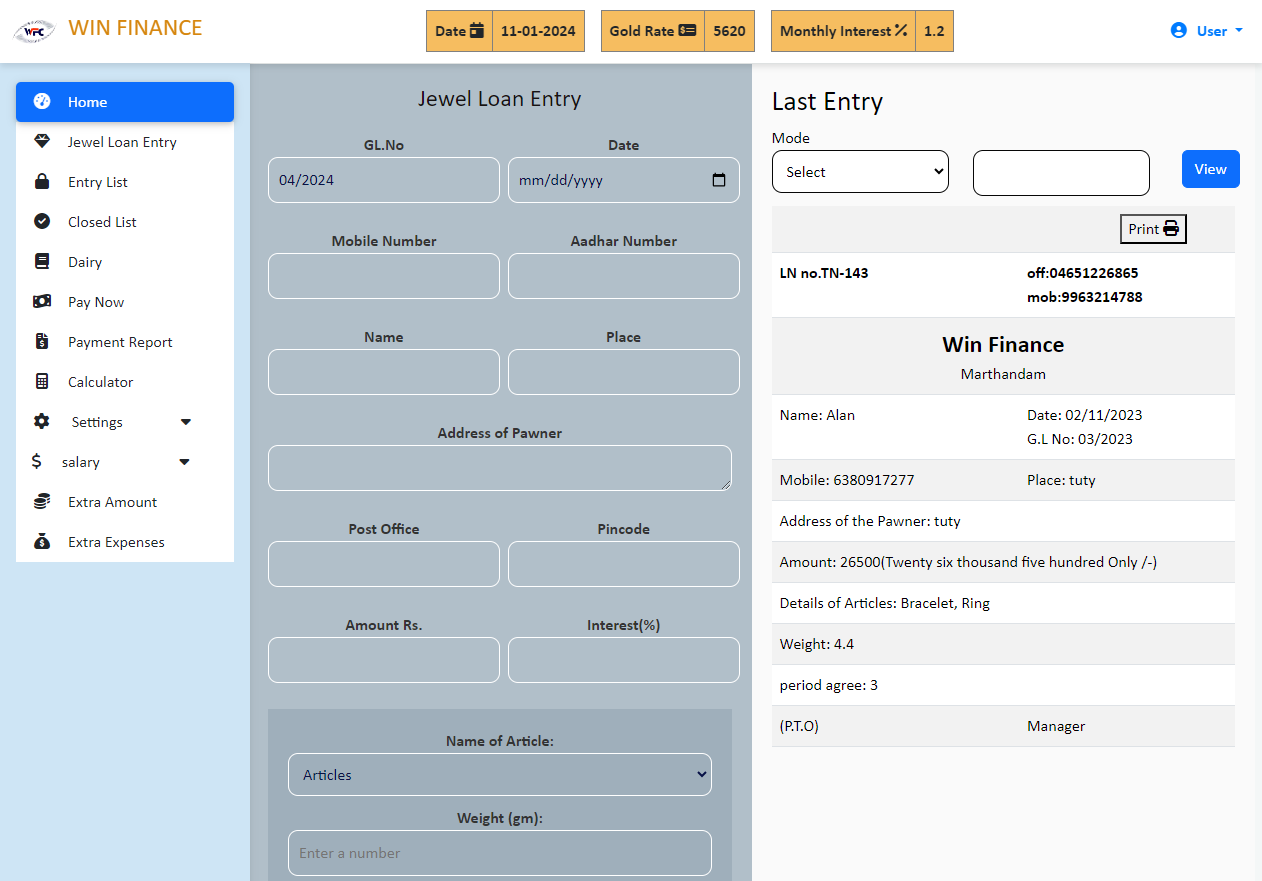 WFC WIN FINANCE
Date 11-01-2024 Gold Rate 5620 Monthly Interest 1.2
User
Home
Jewel Loan Entry
Entry List
Closed List
Dairy
Pay Now
Payment Report
Calculator
Settings
salary
Extra Amount
Extra Expenses
Jewel Loan Entry
GL.No Date
04/2024 mm/dd/yyyy
Mobile Number Aadhar Number
Name Place
Address of Pawner
Post Office Pincode
Amount Rs. Interest(%)
Name of Article:
Articles
Weight (gm):
Enter a number
Last Entry
Mode
Select View
Print
LN no.TN-143 off:04651226865
mob:9963214788
Win Finance
Marthandam
Name: Alan Date: 02/11/2023
G.L No: 03/2023
Mobile: 6380917277 Place: tuty
Address of the Pawner: tuty
Amount: 26500(Twenty six thousand five hundred Only /-)
Details of Articles: Bracelet, Ring
Weight: 4.4
period agree: 3
(P.T.O) Manager